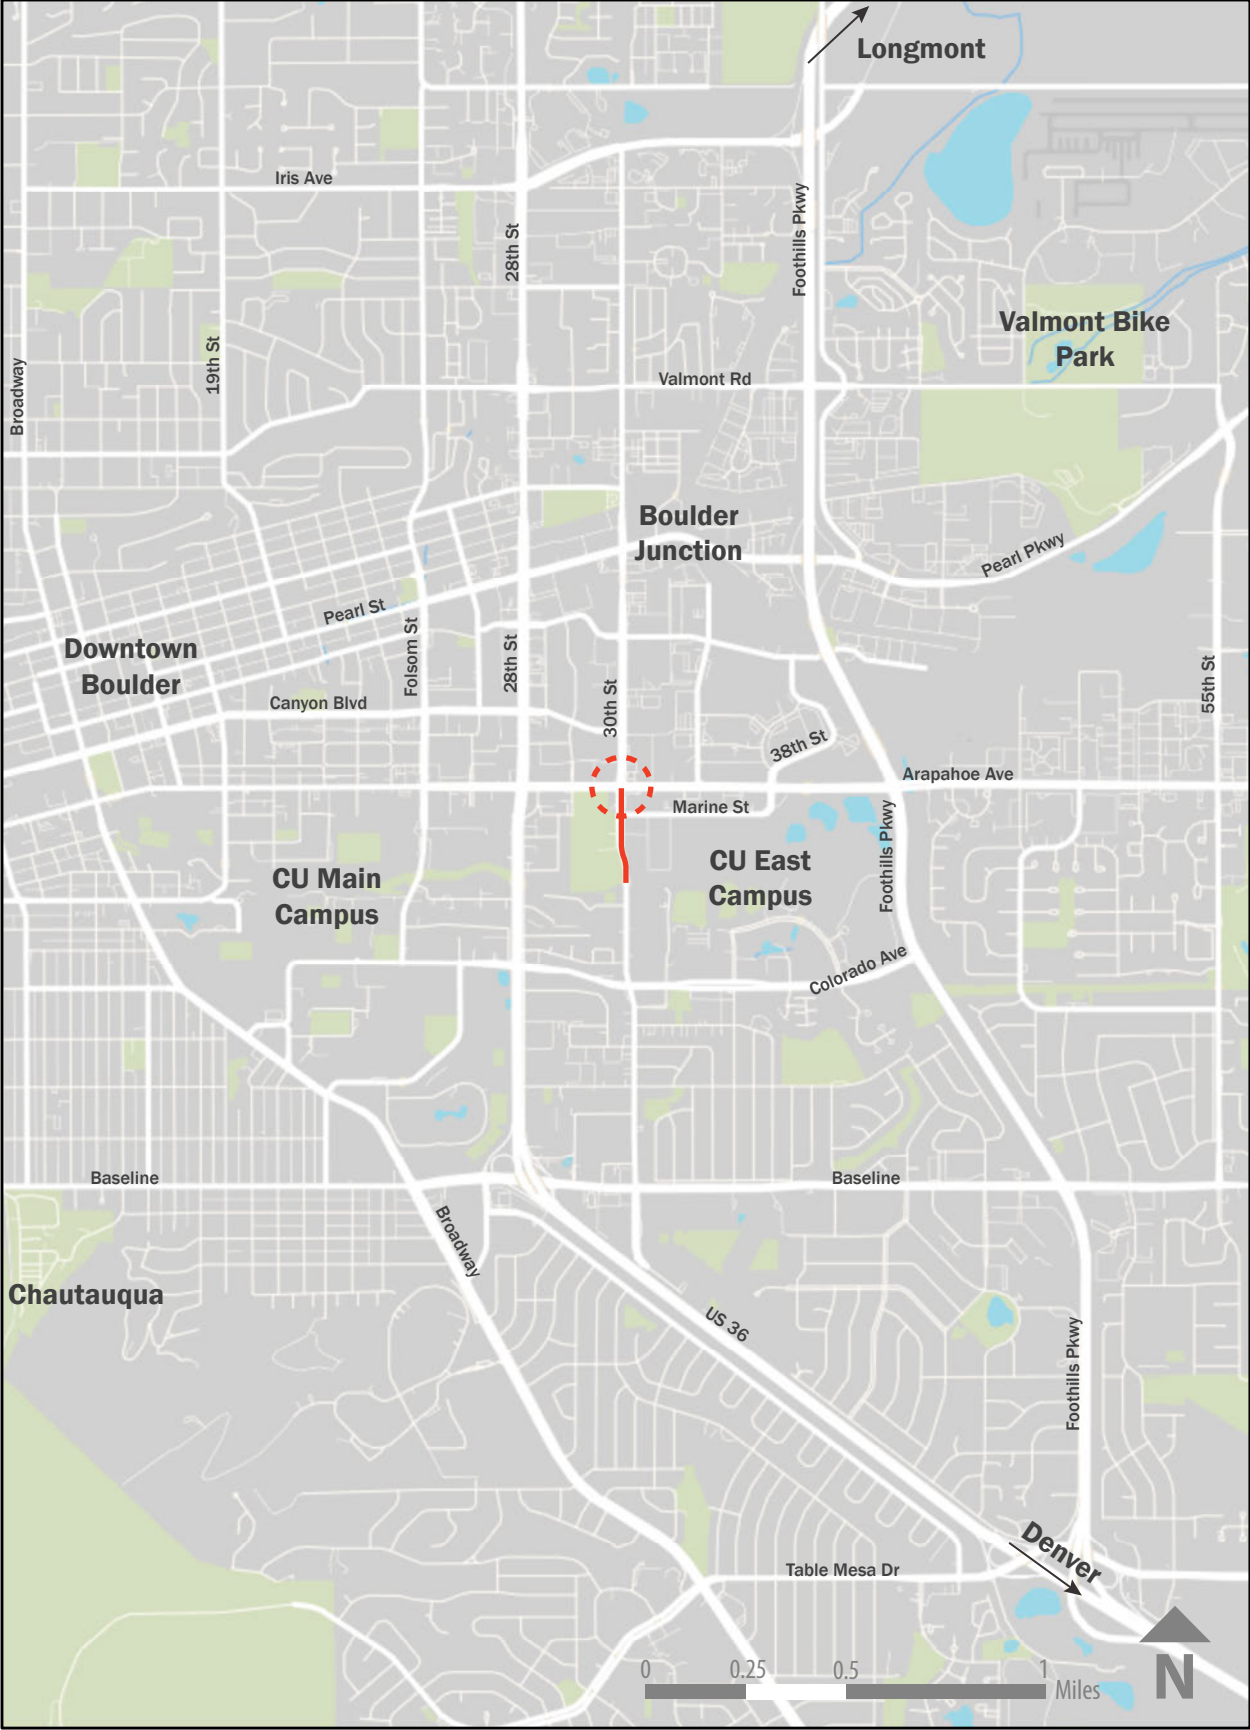 Longmont
Iris Ave
28th St
Foothills Pkwy
Valmont Bike
Park
19th St
Broadway
Valmont Rd
Boulder
Junction
Pearl Pkwy
Pearl St
Folsom St
Downtown
Boulder
28th St
55th St
Canyon Blvd
30th St
38th St
Arapahoe Ave
Marine St
Foothills Pkwy
CU East
Campus
CU Main
Campus
Colorado Ave
Baseline
Baseline
Broadway
Chautauqua
US 36
Foothills Pkwy
Denver
Table Mesa Dr
0 0.25 0.5 1
Miles
N